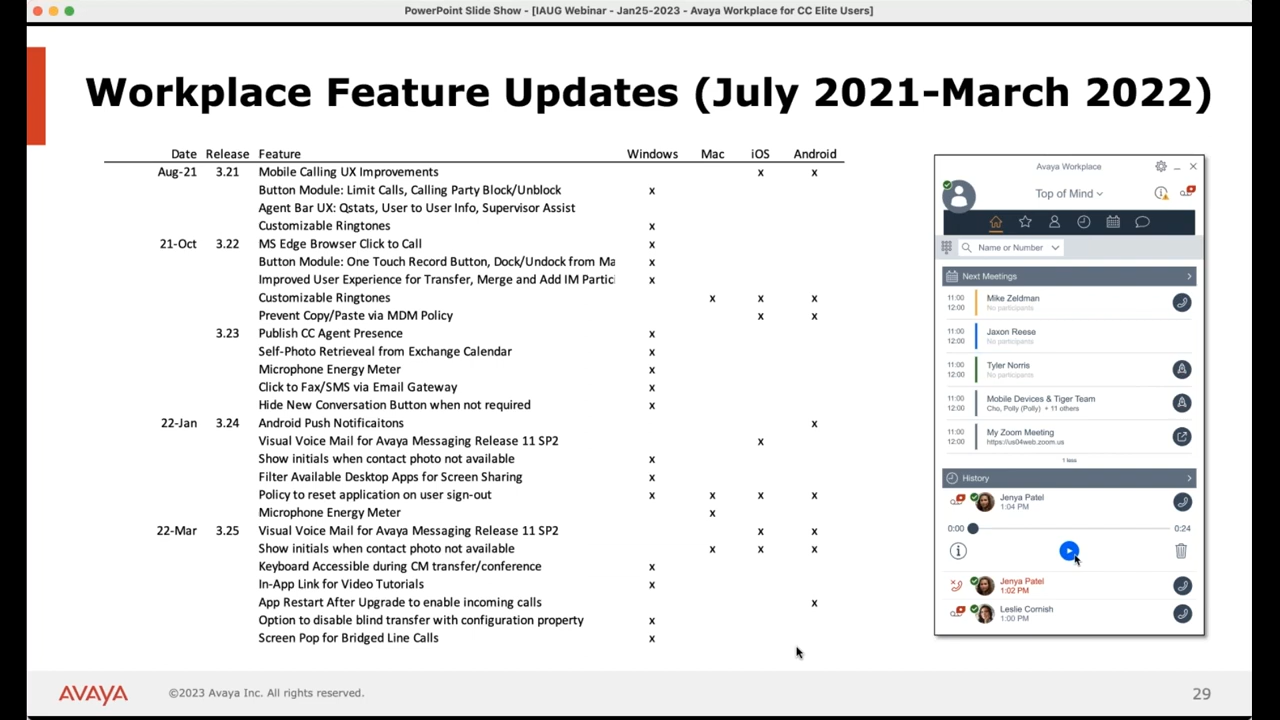 PowerPoint Slide Show - [IAUG Webinar - Jan25-2023 - Avaya Workplace for CC Elite Users]
Workplace Feature Updates (July 2021-March 2022)
Date Release Feature Windows Mac iOS Android
Aug-21 3.21 Mobile Calling UX Improvements x x
Button Module: Limit Calls, Calling Party Block/Unblock x
Agent Bar UX: Qstats, User to User Info, Supervisor Assist
Customizable Ringtones x
21-Oct 3.22 MS Edge Browser Click to Call x
Button Module: One Touch Record Button, Dock/Undock from Ma x
Improved User Experience for Transfer, Merge and Add IM Partici x
Customizable Ringtones x x x
Prevent Copy/Paste via MDM Policy x x
3.23 Publish CC Agent Presence x
Self-Photo Retrieveal from Exchange Calendar x
Microphone Energy Meter x
Click to Fax/SMS via Email Gateway x
Hide New Conversation Button when not required x
22-Jan 3.24 Android Push Notificaitons x
Visual Voice Mail for Avaya Messaging Release 11 SP2 x
Show initials when contact photo not available x
Filter Available Desktop Apps for Screen Sharing x
Policy to reset application on user sign-out x x x x
Microphone Energy Meter x
22-Mar 3.25 Visual Voice Mail for Avaya Messaging Release 11 SP2 x x
Show initials when contact photo not available x x x
Keyboard Accessible during CM transfer/conference x
In-App Link for Video Tutorials x
App Restart After Upgrade to enable incoming calls x
Option to disable blind transfer with configuration property x
Screen Pop for Bridged Line Calls x
Avaya Workplace
Top of Mind
Name or Number
Next Meetings
11:00 Mike Zeldman
12:00 No participants
11:00 Jaxon Reese
12:00 No participants
11:00 Tyler Norris
12:00 No participants
11:00 Mobile Devices & Tiger Team
12:00 Cho, Polly (Polly) • +11 others
11:00 My Zoom Meeting
12:00 https://us04web.zoom.us
1 less
History
Jenya Patel
1:04 PM
0:00 0:24
Jenya Patel
1:02 PM
Leslie Cornish
1:00 PM
AVAYA ©2023 Avaya Inc. All rights reserved. 29